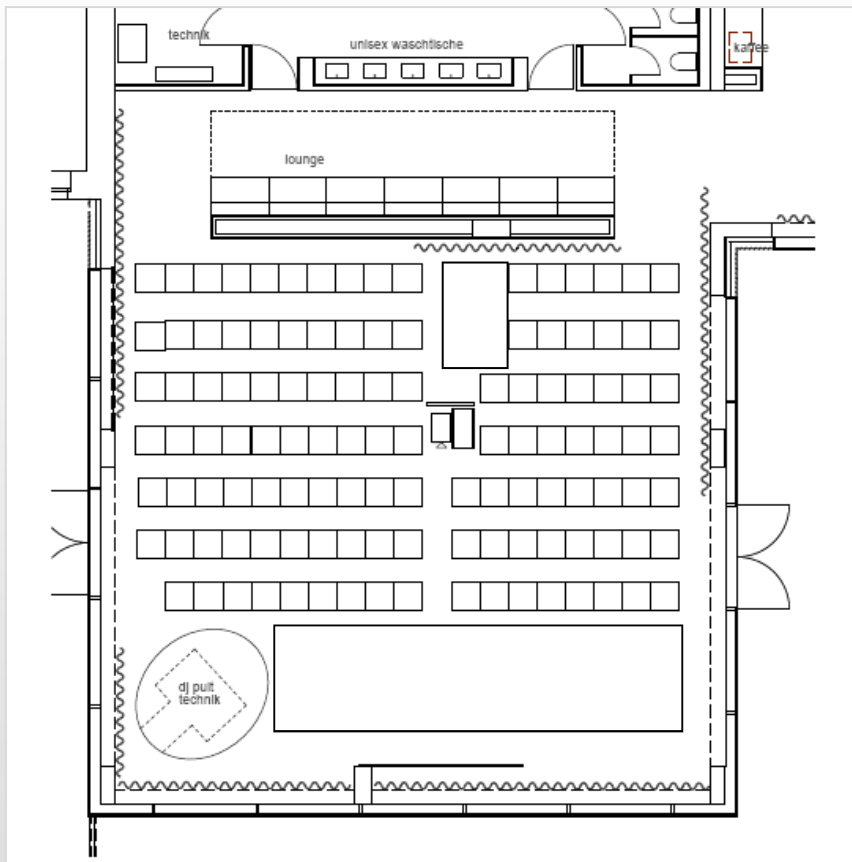 technik
unisex waschtische
kaffee
lounge
dj pult
technik